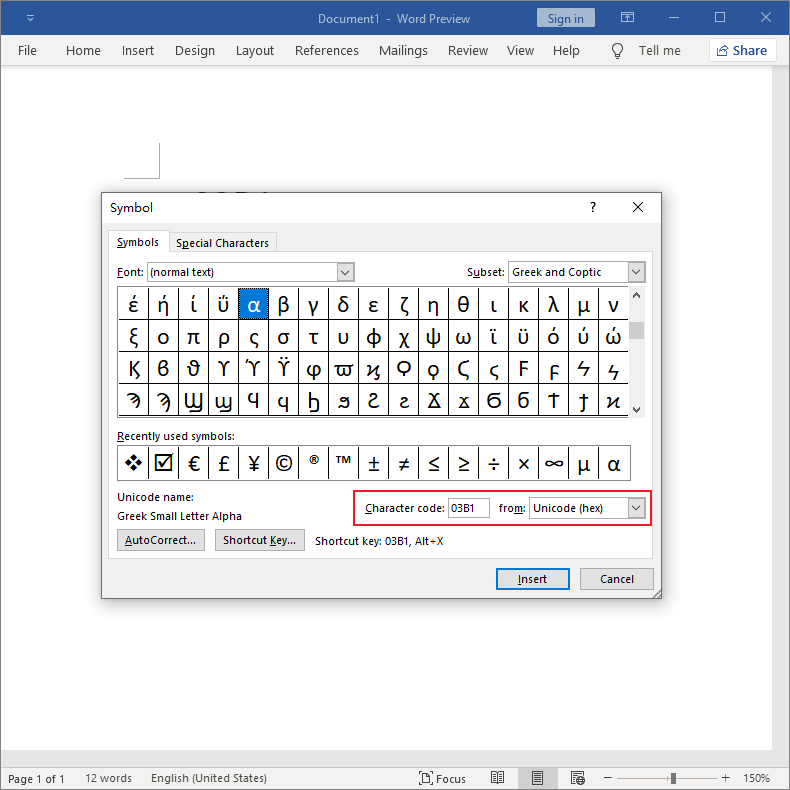 Document1 - Word Preview
Sign in
File Home Insert Design Layout References Mailings Review View Help Tell me Share
Symbol ?
Symbols Special Characters
Font: (normal text) Subset: Greek and Coptic
έ ή ί ΰ α β γ δ ε ζ η θ ι κ λ μ ν
ξ ο π ρ ς σ τ υ φ χ ψ ω ϊ ϋ ό ύ ώ
Ϗ ϐ ϑ ϒ ϓ ϔ ϕ ϖ ϗ Ϙ ϙ Ϛ ϛ Ϝ ϝ Ϟ ϟ
Ϡ ϡ Ϣ ϣ Ϥ ϥ ϧ ϩ Ϩ ϫ Ϫ ϭ Ϭ Ϯ ϯ ϰ
Recently used symbols:
❖ ☑ € £ ¥ © ® ™ ± ≠ ≤ ≥ ÷ × ∞ µ α
Unicode name:
Greek Small Letter Alpha
Character code: 03B1 from: Unicode (hex)
AutoCorrect... Shortcut Key... Shortcut key: 03B1, Alt+X
Insert Cancel
Page 1 of 1 12 words English (United States) Focus 150%